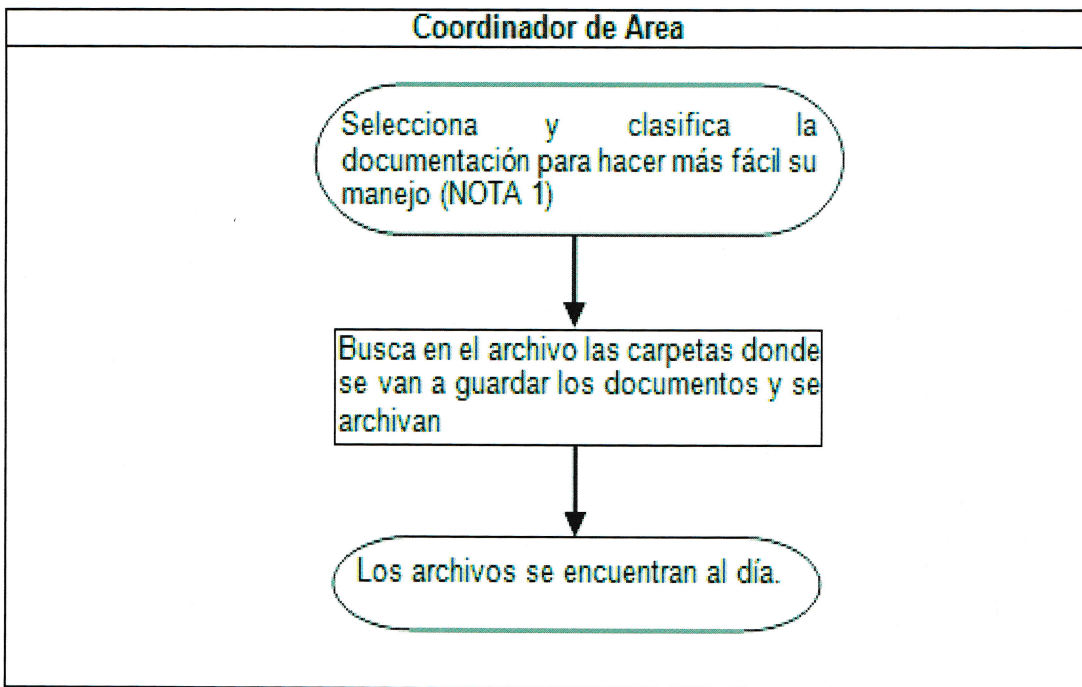 Coordinador de Area
Selecciona y clasifica la
documentación para hacer más fácil su
manejo (NOTA 1)
Busca en el archivo las carpetas donde
se van a guardar los documentos y se
archivan
Los archivos se encuentran al día.